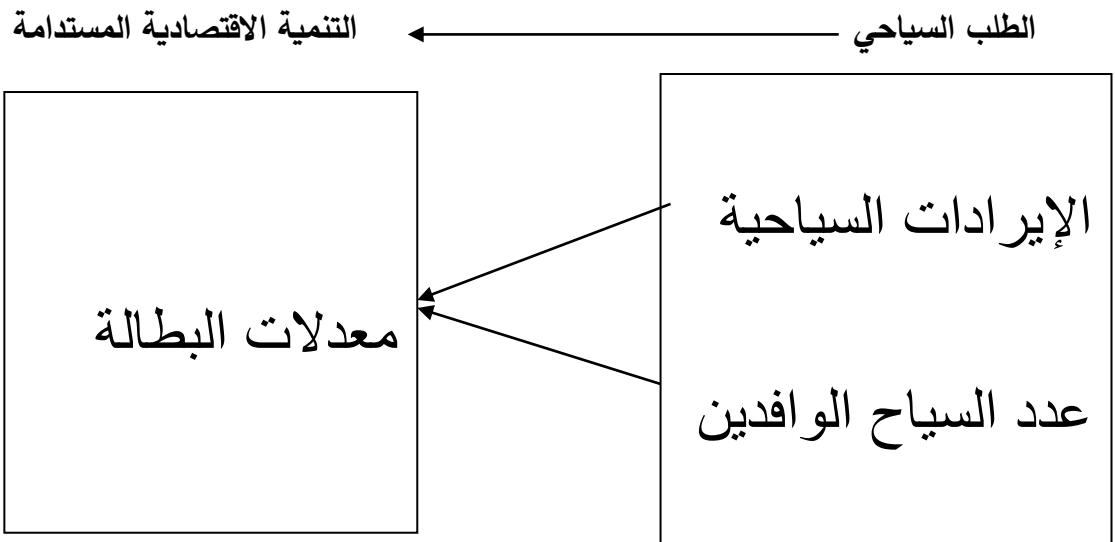 الطلب السياحي
التنمية الاقتصادية المستدامة
الإيرادات السياحية
عدد السياح الوافدين
معدلات البطالة